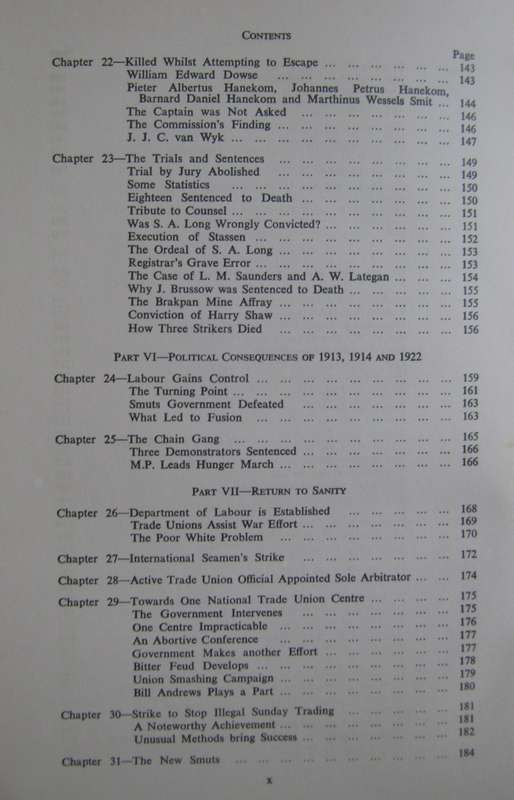 CONTENTS
Page
Chapter 22—Killed Whilst Attempting to Escape ... ... ... ... ... ... 143
William Edward Dowse ... ... ... ... ... ... ... ... 143
Pieter Albertus Hanekom, Johannes Petrus Hanekom,
Barnard Daniel Hanekom and Marthinus Wessels Smit ... 144
The Captain was Not Asked ... ... ... ... ... ... ... 146
The Commission's Finding ... ... ... ... ... ... ... ... 146
J. J. C. van Wyk ... ... ... ... ... ... ... ... ... ... 147
Chapter 23—The Trials and Sentences ... ... ... ... ... ... ... ... 149
Trial by Jury Abolished ... ... ... ... ... ... ... ... 149
Some Statistics ... ... ... ... ... ... ... ... ... ... 150
Eighteen Sentenced to Death ... ... ... ... ... ... ... 150
Tribute to Counsel ... ... ... ... ... ... ... ... ... ... 151
Was S. A. Long Wrongly Convicted? ... ... ... ... ... ... 151
Execution of Stassen ... ... ... ... ... ... ... ... ... 152
The Ordeal of S. A. Long ... ... ... ... ... ... ... ... 153
Registrar's Grave Error ... ... ... ... ... ... ... ... ... 153
The Case of L. M. Saunders and A. W. Lategan ... ... ... 154
Why J. Brussow was Sentenced to Death ... ... ... ... ... 155
The Brakpan Mine Affray ... ... ... ... ... ... ... ... 155
Conviction of Harry Shaw ... ... ... ... ... ... ... ... 156
How Three Strikers Died ... ... ... ... ... ... ... ... 156
PART VI—POLITICAL CONSEQUENCES OF 1913, 1914 AND 1922
Chapter 24—Labour Gains Control ... ... ... ... ... ... ... ... ... 159
The Turning Point ... ... ... ... ... ... ... ... ... ... 161
Smuts Government Defeated ... ... ... ... ... ... ... 163
What Led to Fusion ... ... ... ... ... ... ... ... ... 163
Chapter 25—The Chain Gang ... ... ... ... ... ... ... ... ... ... 165
Three Demonstrators Sentenced ... ... ... ... ... ... ... 166
M.P. Leads Hunger March ... ... ... ... ... ... ... ... 166
PART VII—RETURN TO SANITY
Chapter 26—Department of Labour is Established ... ... ... ... ... 168
Trade Unions Assist War Effort ... ... ... ... ... ... ... 169
The Poor White Problem ... ... ... ... ... ... ... ... 170
Chapter 27—International Seamen's Strike ... ... ... ... ... ... ... 172
Chapter 28—Active Trade Union Official Appointed Sole Arbitrator ... ... 174
Chapter 29—Towards One National Trade Union Centre ... ... ... ... 175
The Government Intervenes ... ... ... ... ... ... ... 175
One Centre Impracticable ... ... ... ... ... ... ... ... 176
An Abortive Conference ... ... ... ... ... ... ... ... 177
Government Makes another Effort ... ... ... ... ... ... 177
Bitter Feud Develops ... ... ... ... ... ... ... ... ... 178
Union Smashing Campaign ... ... ... ... ... ... ... ... 179
Bill Andrews Plays a Part ... ... ... ... ... ... ... ... 180
Chapter 30—Strike to Stop Illegal Sunday Trading ... ... ... ... ... 181
A Noteworthy Achievement ... ... ... ... ... ... ... ... 181
Unusual Methods bring Success ... ... ... ... ... ... ... 182
Chapter 31—The New Smuts ... ... ... ... ... ... ... ... ... ... 184
x